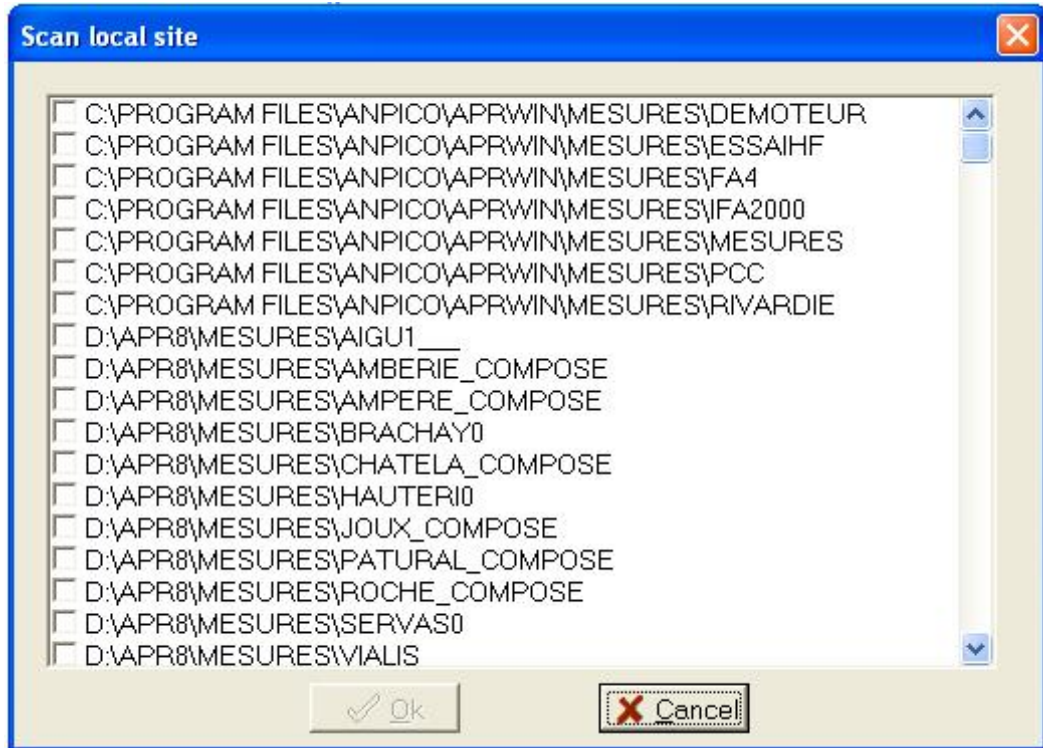 Scan local site
C:\PROGRAM FILES\ANPICO\APRWIN\MESURES\DEMOTEUR
C:\PROGRAM FILES\ANPICO\APRWIN\MESURES\ESSAIHF
C:\PROGRAM FILES\ANPICO\APRWIN\MESURES\FA4
C:\PROGRAM FILES\ANPICO\APRWIN\MESURES\IFA2000
C:\PROGRAM FILES\ANPICO\APRWIN\MESURES\MESURES
C:\PROGRAM FILES\ANPICO\APRWIN\MESURES\PCC
C:\PROGRAM FILES\ANPICO\APRWIN\MESURES\RIVARDIE
D:\APR8\MESURES\AIGU1___
D:\APR8\MESURES\AMBERIE_COMPOSE
D:\APR8\MESURES\AMPERE_COMPOSE
D:\APR8\MESURES\BRACHAY0
D:\APR8\MESURES\CHATELA_COMPOSE
D:\APR8\MESURES\HAUTERI0
D:\APR8\MESURES\JOUX_COMPOSE
D:\APR8\MESURES\PATURAL_COMPOSE
D:\APR8\MESURES\ROCHE_COMPOSE
D:\APR8\MESURES\SERVAS0
D:\APR8\MESURES\VIALIS
Ok
Cancel